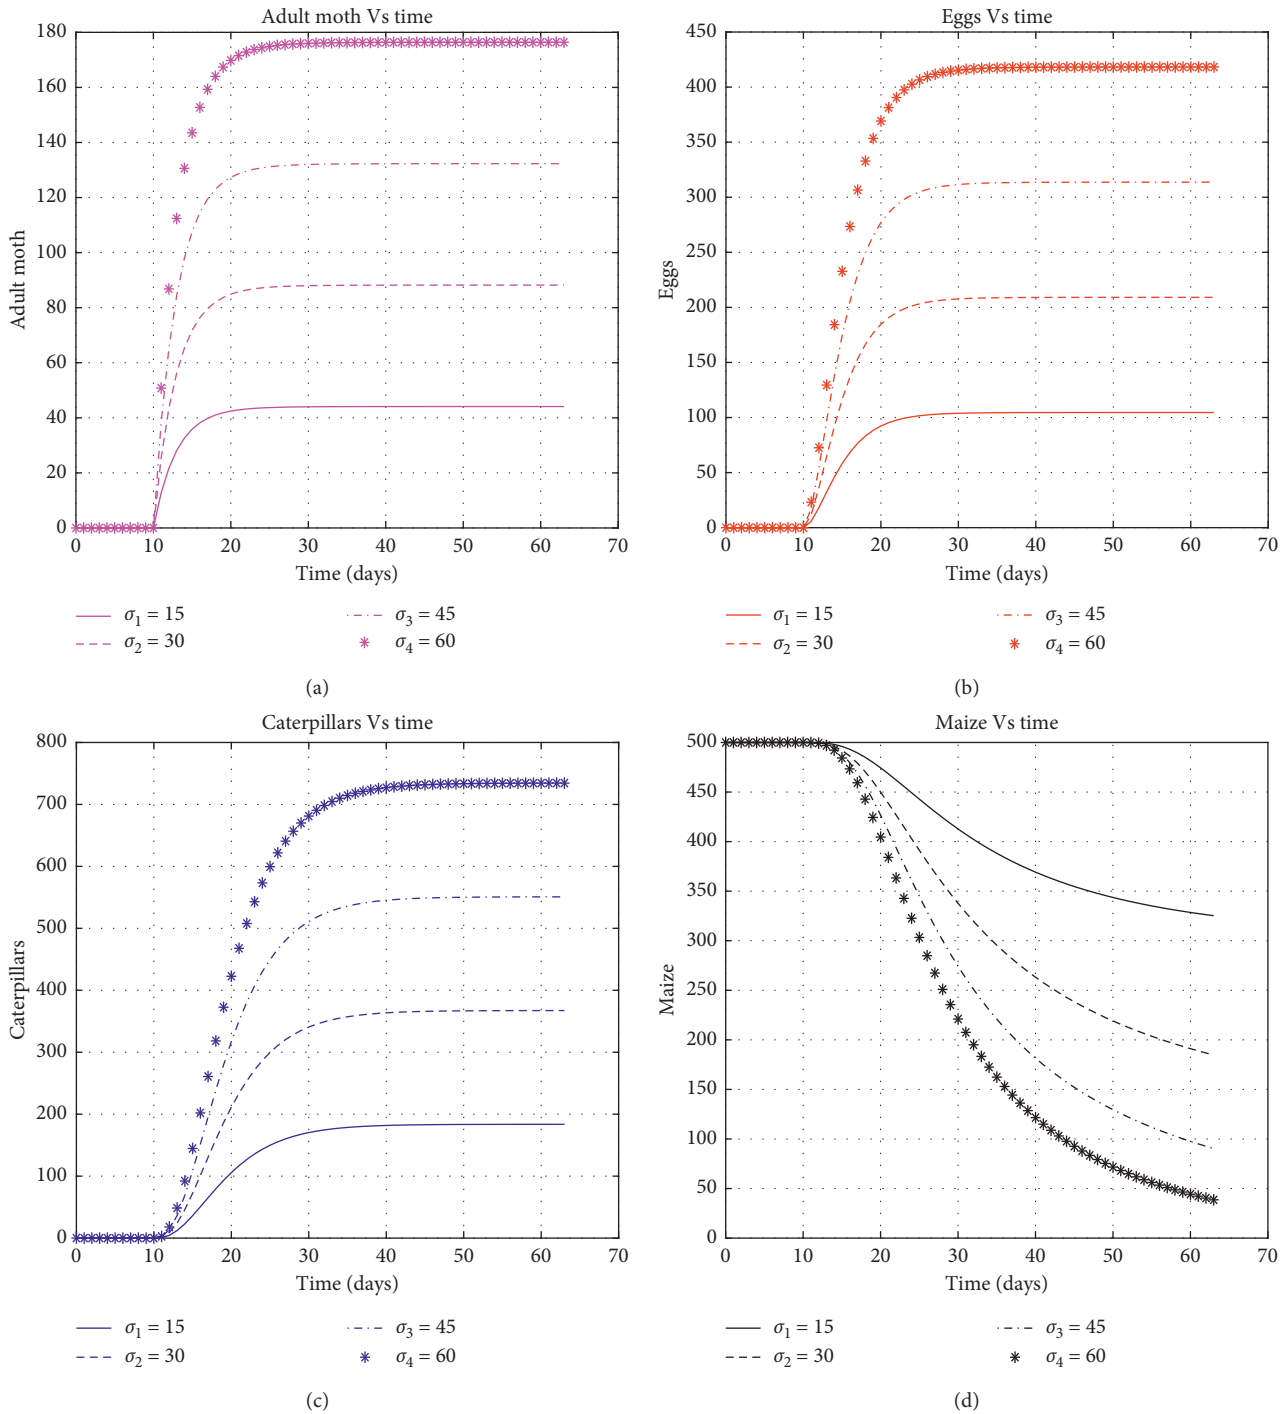 Adult moth Vs time
180
160
140
120
100
80
60
40
20
0
Adult moth
0 10 20 30 40 50 60 70
Time (days)
σ1 = 15
σ2 = 30
σ3 = 45
σ4 = 60
(a)
Eggs Vs time
450
400
350
300
250
200
150
100
50
0
Eggs
0 10 20 30 40 50 60 70
Time (days)
σ1 = 15
σ2 = 30
σ3 = 45
σ4 = 60
(b)
Caterpillars Vs time
800
700
600
500
400
300
200
100
0
Caterpillars
0 10 20 30 40 50 60 70
Time (days)
σ1 = 15
σ2 = 30
σ3 = 45
σ4 = 60
(c)
Maize Vs time
500
450
400
350
300
250
200
150
100
50
0
Maize
0 10 20 30 40 50 60 70
Time (days)
σ1 = 15
σ2 = 30
σ3 = 45
σ4 = 60
(d)